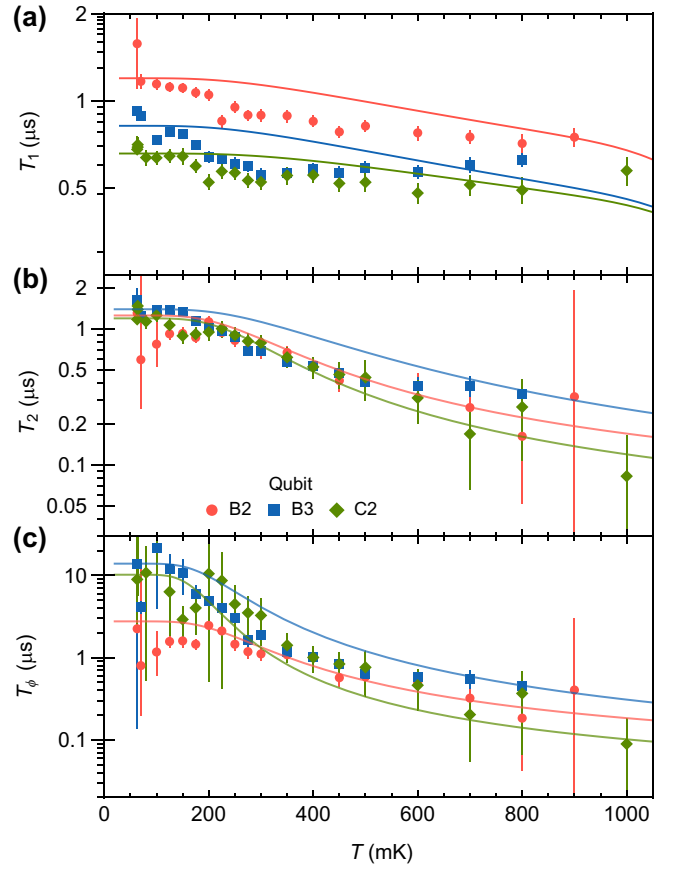 (a)
2
1
0.5
T₁ (μs)
(b)
2
1
0.5
0.2
0.1
0.05
T₂ (μs)
Qubit
B2 B3 C2
(c)
10
1
0.1
Tϕ (μs)
0 200 400 600 800 1000
T (mK)